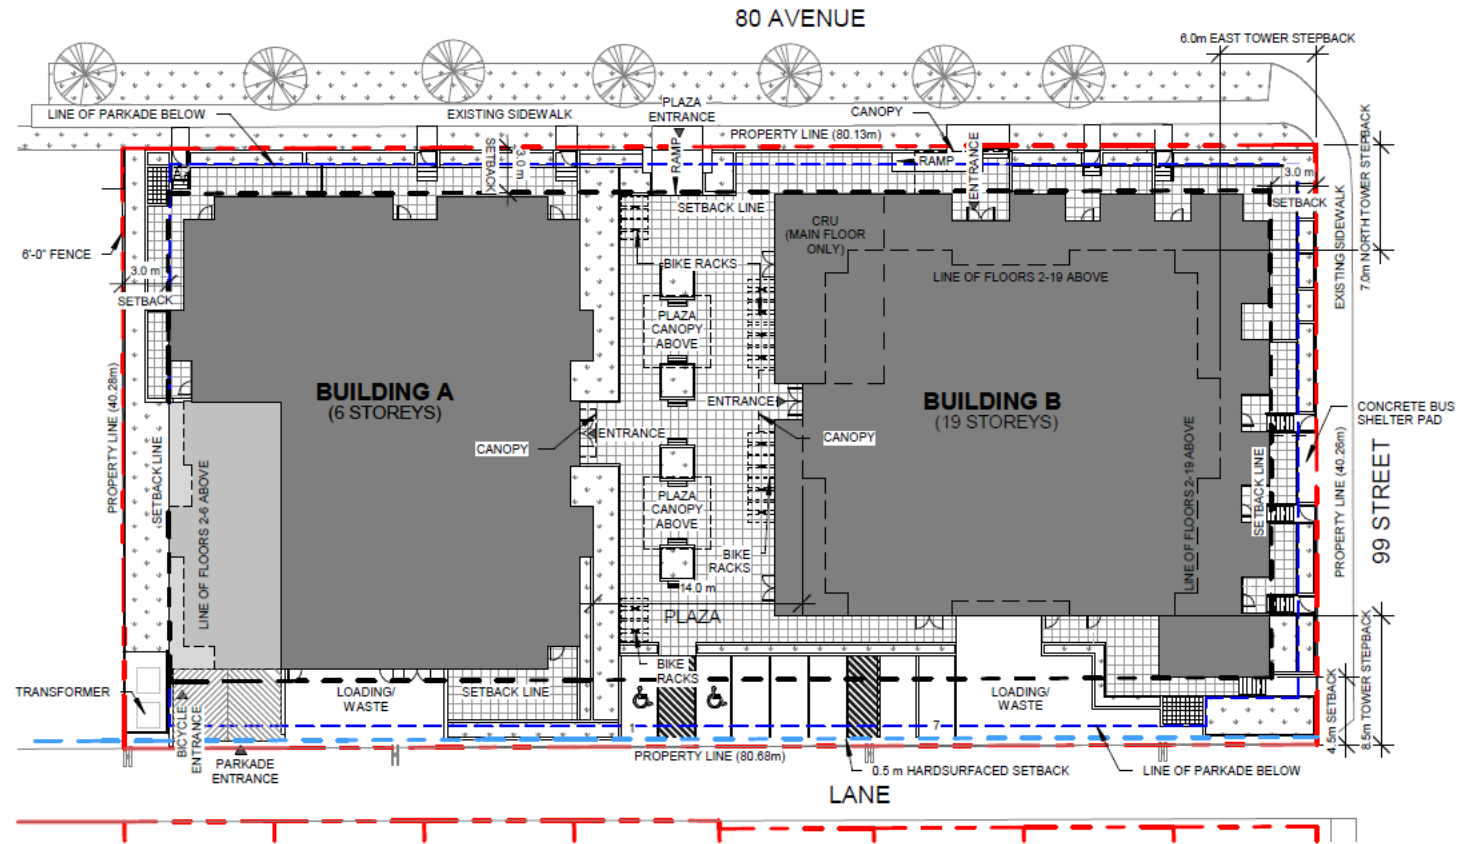 80 AVENUE
6.0m EAST TOWER STEPBACK
LINE OF PARKADE BELOW
EXISTING SIDEWALK
PLAZA
ENTRANCE
CANOPY
PROPERTY LINE (80.13m)
SETBACK
3.0 m
RAMP
RAMP
ENTRANCE
7.0m NORTH TOWER STEPBACK
3.0 m
SETBACK
SETBACK LINE
CRU
(MAIN FLOOR
ONLY)
EXISTING SIDEWALK
6'-0" FENCE
3.0 m
SETBACK
BIKE RACKS
LINE OF FLOORS 2-19 ABOVE
PLAZA
CANOPY
ABOVE
BUILDING A
(6 STOREYS)
ENTRANCE
BUILDING B
(19 STOREYS)
CONCRETE BUS
SHELTER PAD
PROPERTY LINE (40.28m)
SETBACK LINE
LINE OF FLOORS 2-6 ABOVE
ENTRANCE
CANOPY
CANOPY
LINE OF FLOORS 2-19 ABOVE
SETBACK LINE
PROPERTY LINE (40.26m)
99 STREET
PLAZA
CANOPY
ABOVE
BIKE
RACKS
14.0 m
PLAZA
BIKE
RACKS
TRANSFORMER
BICYCLE
ENTRANCE
LOADING/
WASTE
SETBACK LINE
1
7
LOADING/
WASTE
4.5m SETBACK
8.5m TOWER STEPBACK
PARKADE
ENTRANCE
PROPERTY LINE (80.68m)
0.5 m HARDSURFACED SETBACK
LINE OF PARKADE BELOW
LANE